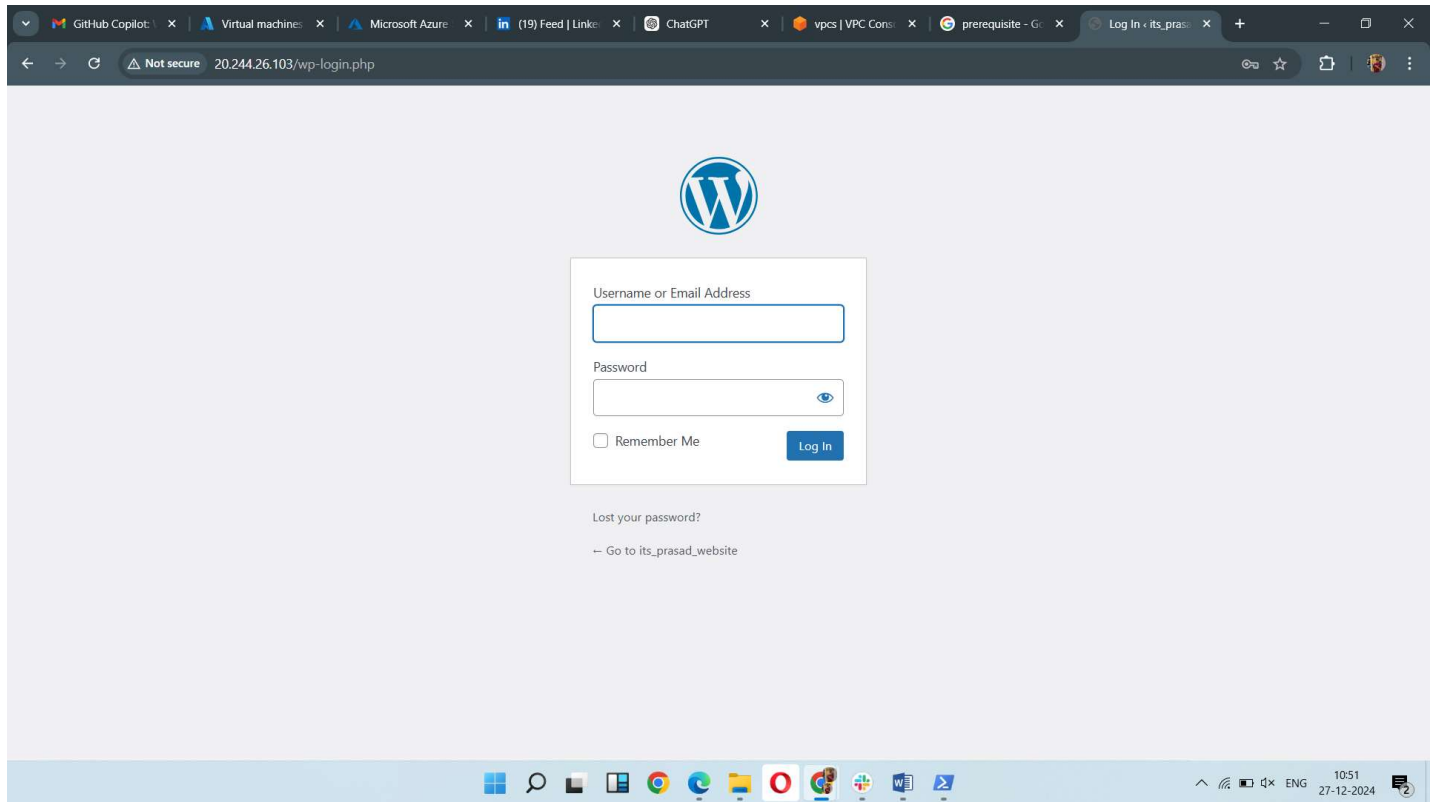 GitHub Copilot: \
Virtual machines
Microsoft Azure
(19) Feed | Linke
ChatGPT
vpcs | VPC Cons
prerequisite - Go
Log In ‹ its_pras
Not secure
20.244.26.103/wp-login.php
Username or Email Address
Password
Remember Me
Log In
Lost your password?
← Go to its_prasad_website
ENG
10:51
27-12-2024
2